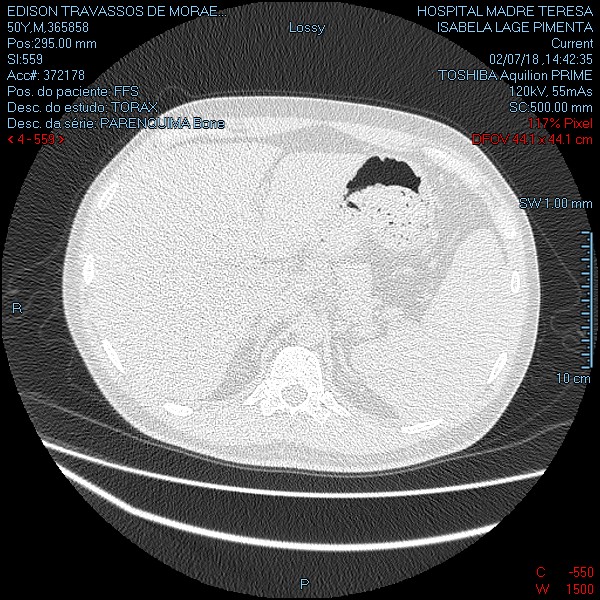 EDISON TRAVASSOS DE MORAE...
50Y,M,365858
Pos:295.00 mm
SI:559
Acc#: 372178
Pos. do paciente: FFS
Desc. do estudo: TORAX
Desc. da série: PARENQUIMA Bone
< 4 - 559 >
Lossy
HOSPITAL MADRE TERESA
ISABELA LAGE PIMENTA
Current
02/07/18 ,14:42:35
TOSHIBA Aquilion PRIME
120kV, 55mAs
SC:500.00 mm
117% Pixel
DFOV:44.1 x 44.1 cm
SW:1.00 mm
R
10 cm
P
C -550
W 1500